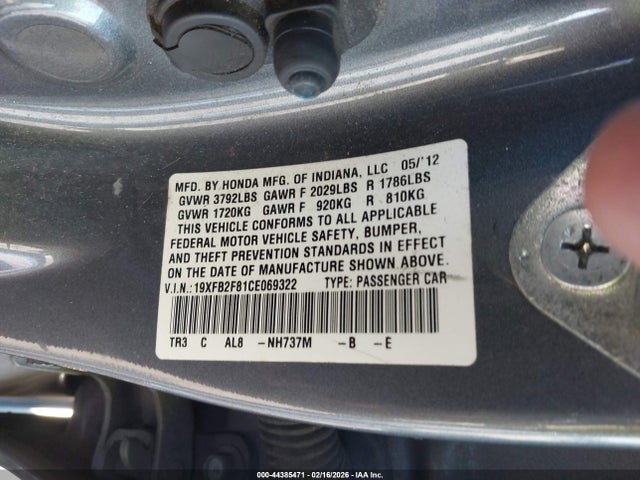 MFD. BY HONDA MFG. OF INDIANA, LLC 05/'12
GVWR 3792LBS GAWR F 2029LBS R 1786LBS
GVWR 1720KG GAWR F 920KG R 810KG
THIS VEHICLE CONFORMS TO ALL APPLICABLE
FEDERAL MOTOR VEHICLE SAFETY, BUMPER,
AND THEFT PREVENTION STANDARDS IN EFFECT
ON THE DATE OF MANUFACTURE SHOWN ABOVE.
V.I.N.:19XFB2F81CE069322 TYPE: PASSENGER CAR
TR3 C AL8 -NH737M -B -E
000-44385471 - 02/16/2026 - IAA Inc.